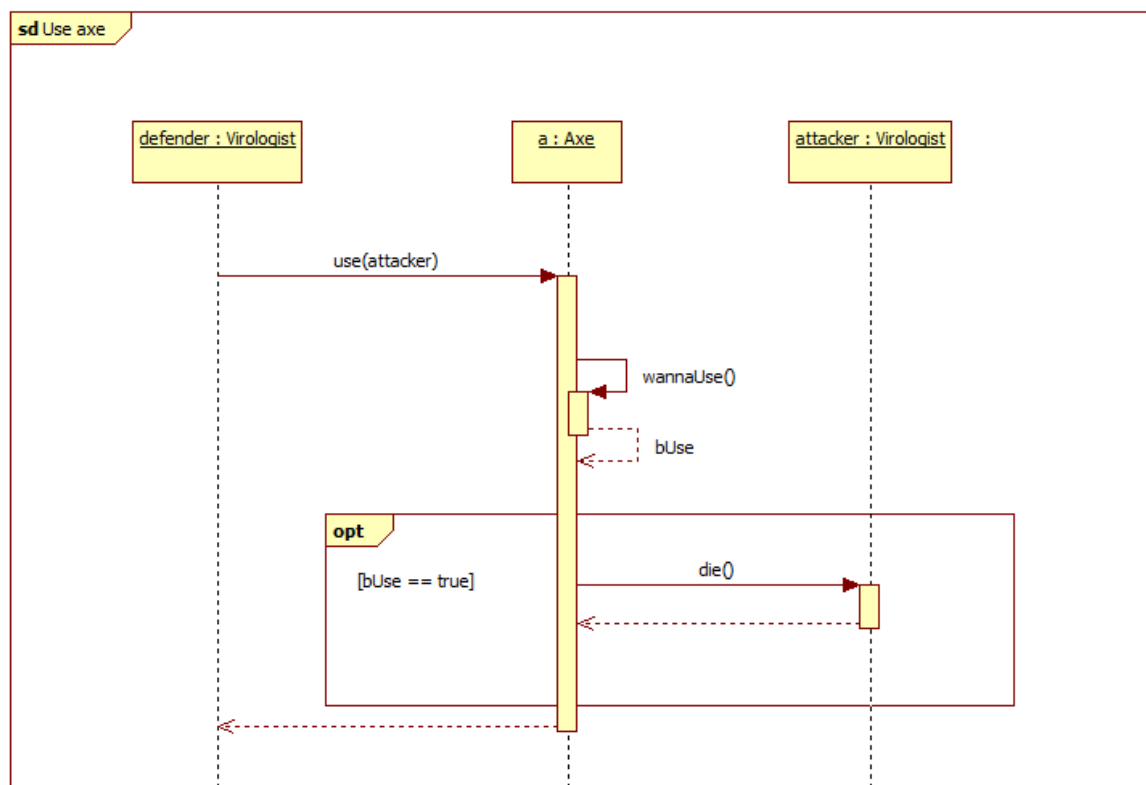 sd Use axe
defender : Virologist
a : Axe
attacker : Virologist
use(attacker)
wannaUse()
bUse
opt
[bUse == true]
die()